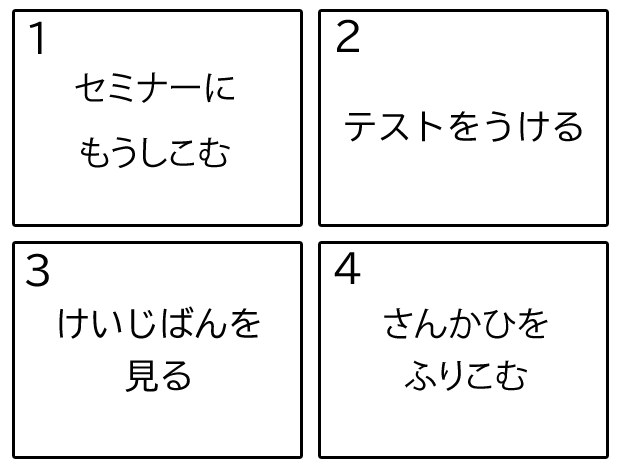 1
セミナーに
もうしこむ
2
テストをうける
3
けいじばんを
見る
4
さんかひを
ふりこむ